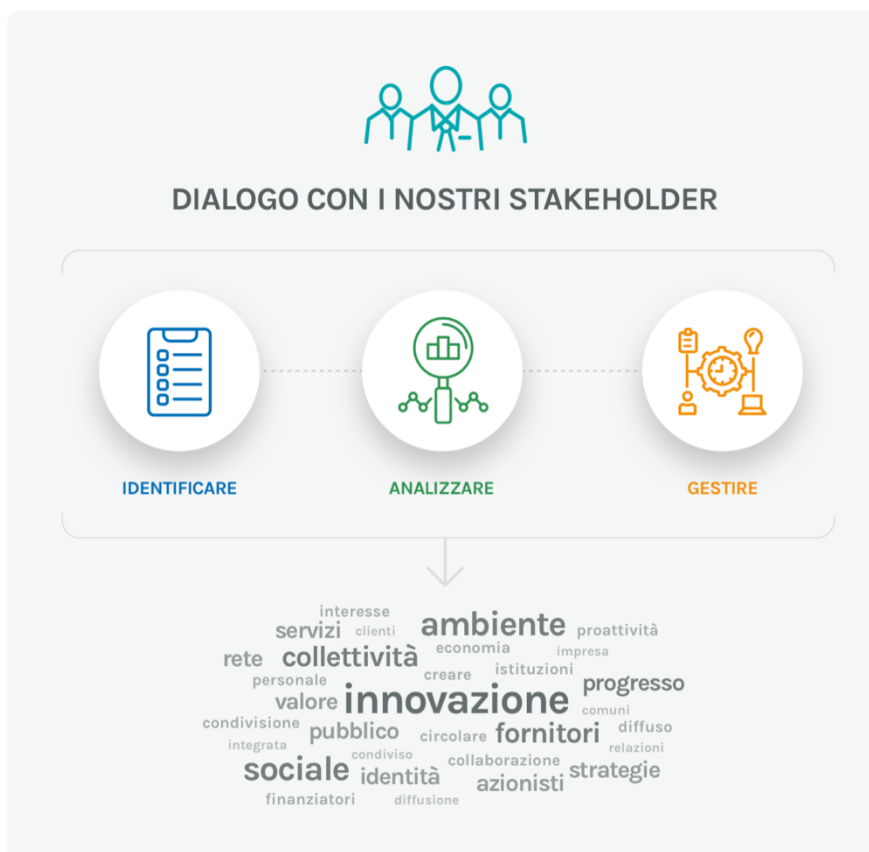 DIALOGO CON I NOSTRI STAKEHOLDER
IDENTIFICARE
ANALIZZARE
GESTIRE
interesse
servizi
clienti
ambiente
proattività
rete
collettività
economia
impresa
personale
creare
istituzioni
progresso
valore
innovazione
comuni
condivisione
pubblico
circolare
fornitori
diffuso
integrata
condiviso
relazioni
sociale
identità
collaborazione
azionisti
strategie
finanziatori
diffusione